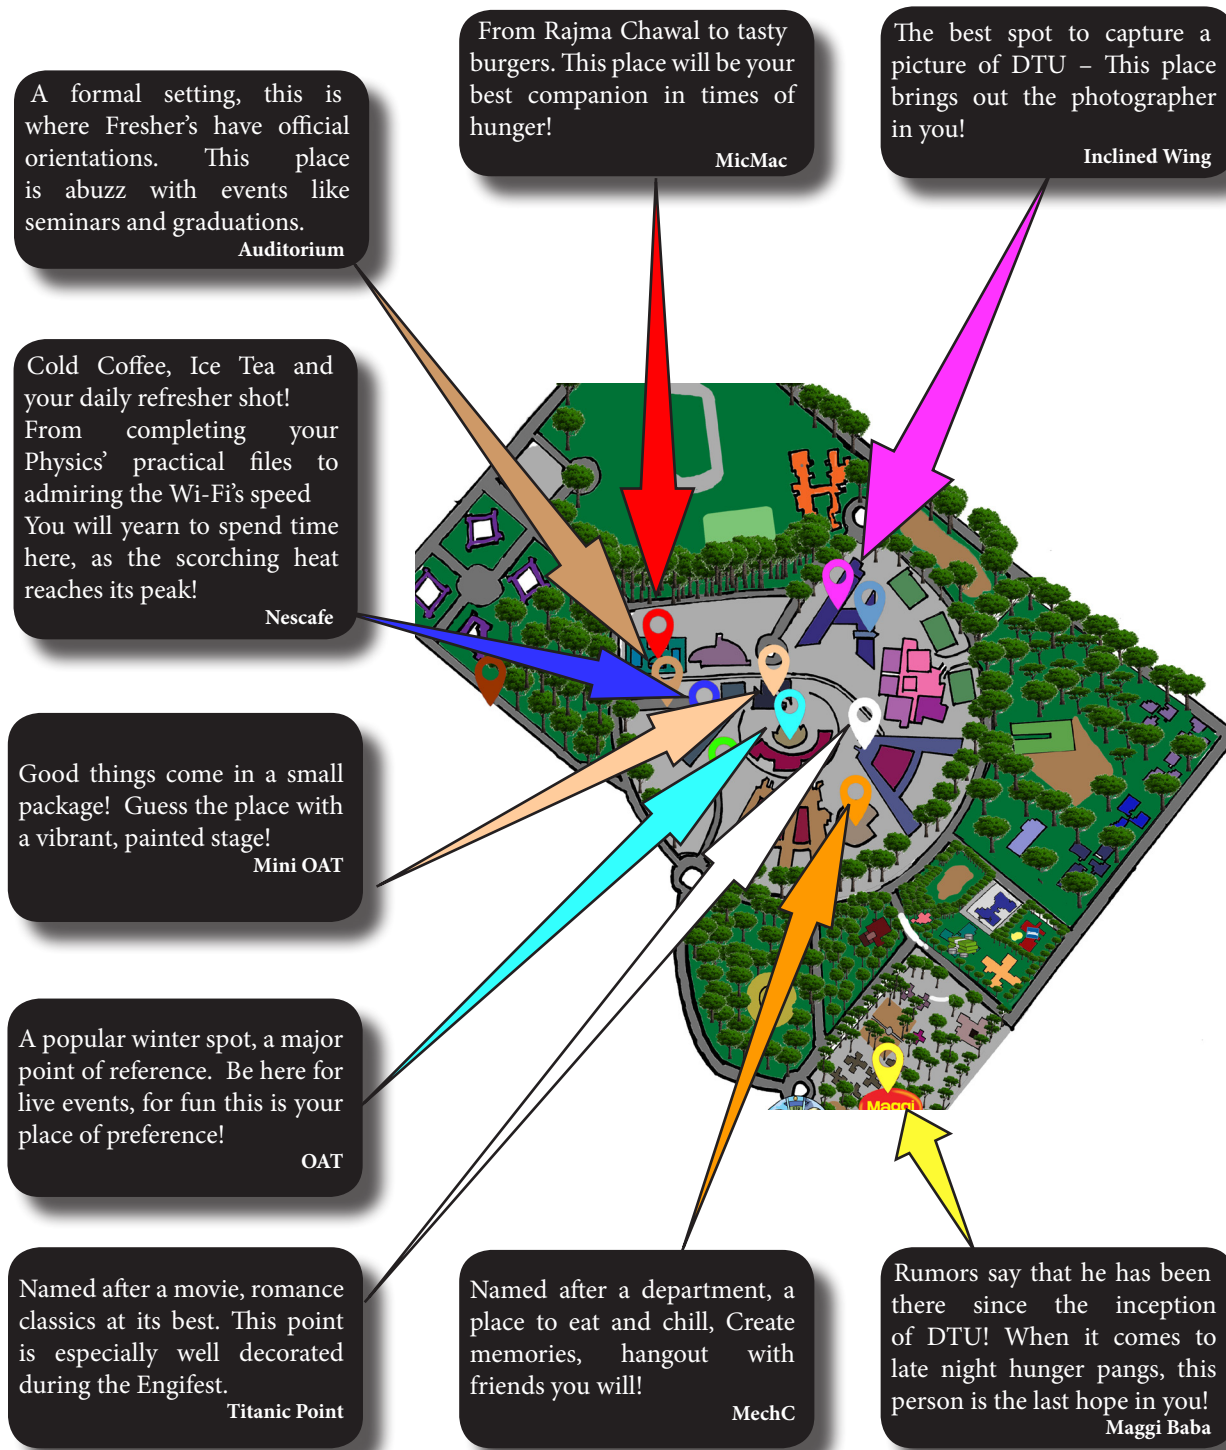 From Rajma Chawal to tasty
burgers. This place will be your
best companion in times of
hunger!
MicMac
The best spot to capture a
picture of DTU – This place
brings out the photographer
in you!
Inclined Wing
A formal setting, this is
where Fresher’s have official
orientations. This place
is abuzz with events like
seminars and graduations.
Auditorium
Cold Coffee, Ice Tea and
your daily refresher shot!
From completing your
Physics’ practical files to
admiring the Wi-Fi’s speed
You will yearn to spend time
here, as the scorching heat
reaches its peak!
Nescafe
Good things come in a small
package! Guess the place with
a vibrant, painted stage!
Mini OAT
A popular winter spot, a major
point of reference. Be here for
live events, for fun this is your
place of preference!
OAT
Maggi
Named after a movie, romance
classics at its best. This point
is especially well decorated
during the Engifest.
Titanic Point
Named after a department, a
place to eat and chill, Create
memories, hangout with
friends you will!
MechC
Rumors say that he has been
there since the inception
of DTU! When it comes to
late night hunger pangs, this
person is the last hope in you!
Maggi Baba